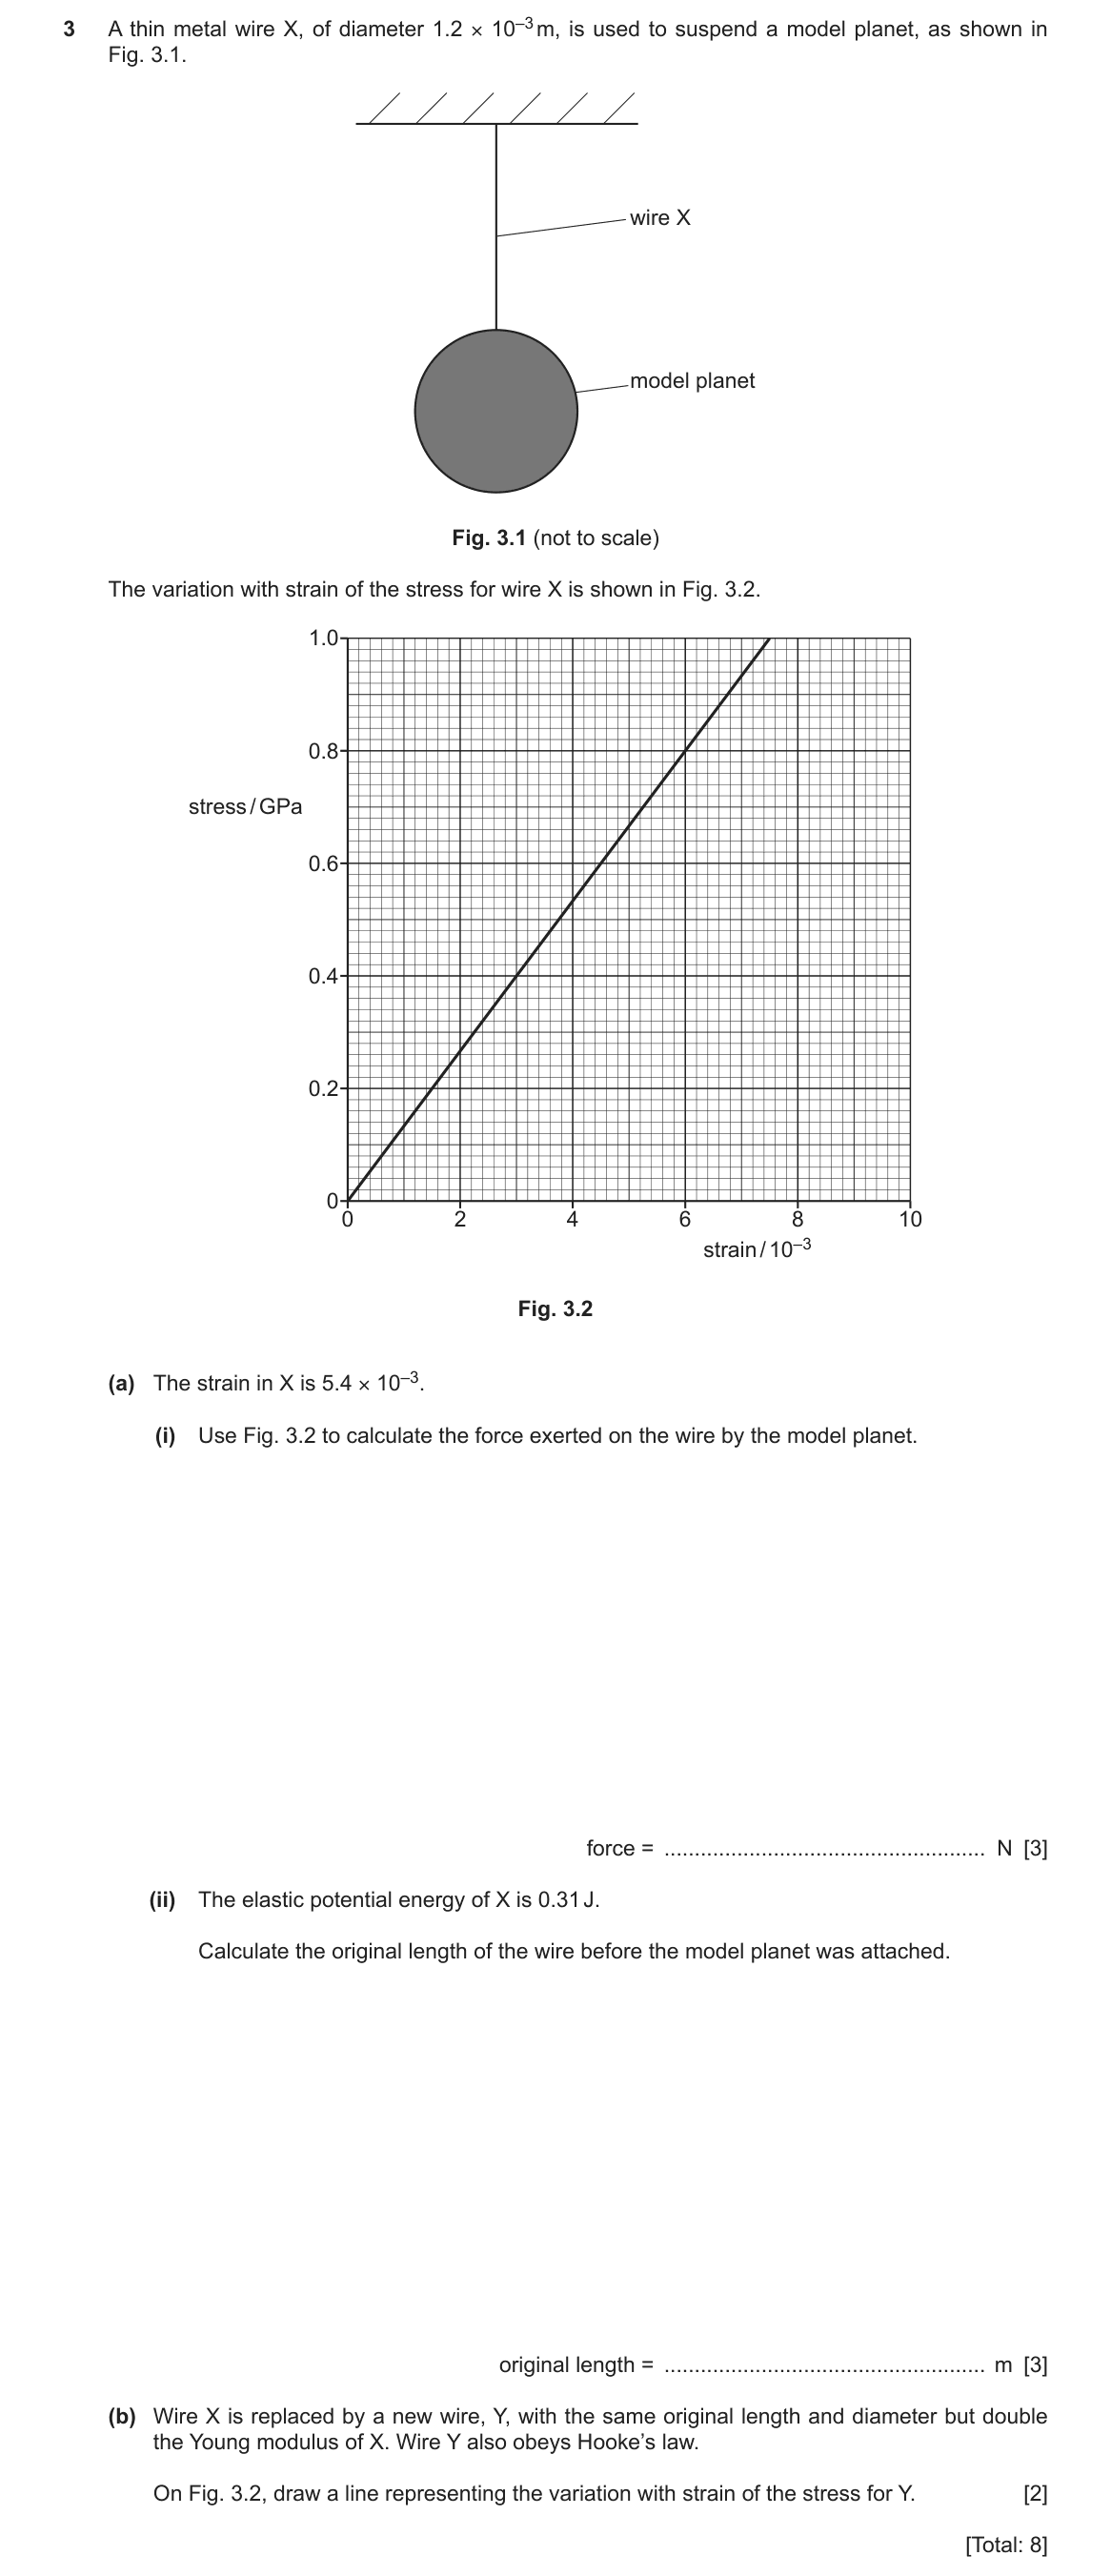 3 A thin metal wire X, of diameter 1.2 × 10⁻³ m, is used to suspend a model planet, as shown in
Fig. 3.1.
wire X
model planet
Fig. 3.1 (not to scale)
The variation with strain of the stress for wire X is shown in Fig. 3.2.
1.0
0.8
stress / GPa
0.6
0.4
0.2
0
0 2 4 6 8 10
strain / 10⁻³
Fig. 3.2
(a) The strain in X is 5.4 × 10⁻³.
(i) Use Fig. 3.2 to calculate the force exerted on the wire by the model planet.
force = ..................................................... N [3]
(ii) The elastic potential energy of X is 0.31 J.
Calculate the original length of the wire before the model planet was attached.
original length = ..................................................... m [3]
(b) Wire X is replaced by a new wire, Y, with the same original length and diameter but double
the Young modulus of X. Wire Y also obeys Hooke's law.
On Fig. 3.2, draw a line representing the variation with strain of the stress for Y. [2]
[Total: 8]